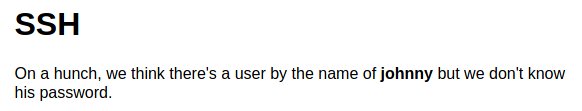 SSH
On a hunch, we think there's a user by the name of johnny but we don't know
his password.